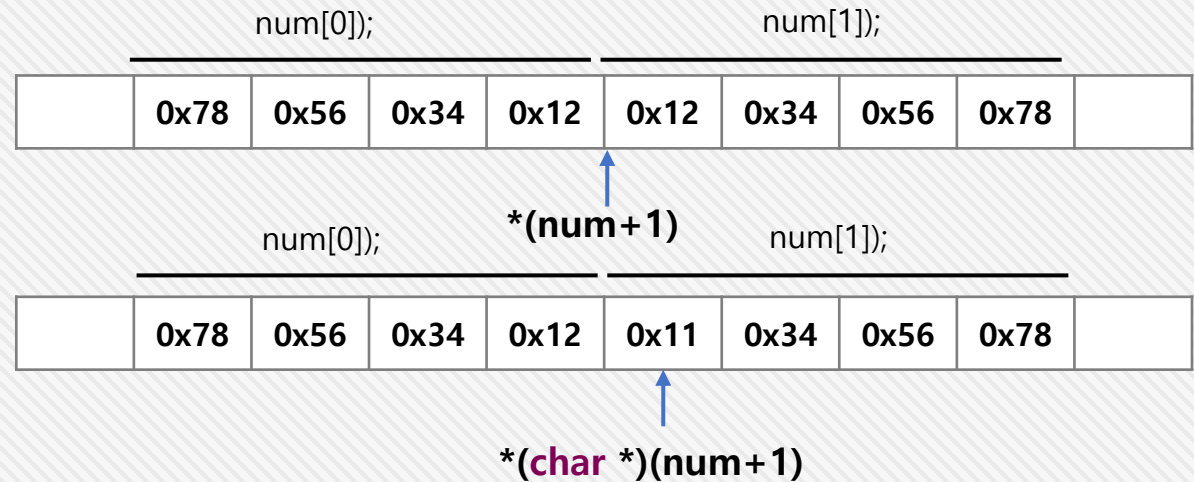 num[0]); num[1]);
0x78 0x56 0x34 0x12 0x12 0x34 0x56 0x78
*(num+1)
num[0]); num[1]);
0x78 0x56 0x34 0x12 0x11 0x34 0x56 0x78
*(char *)(num+1)